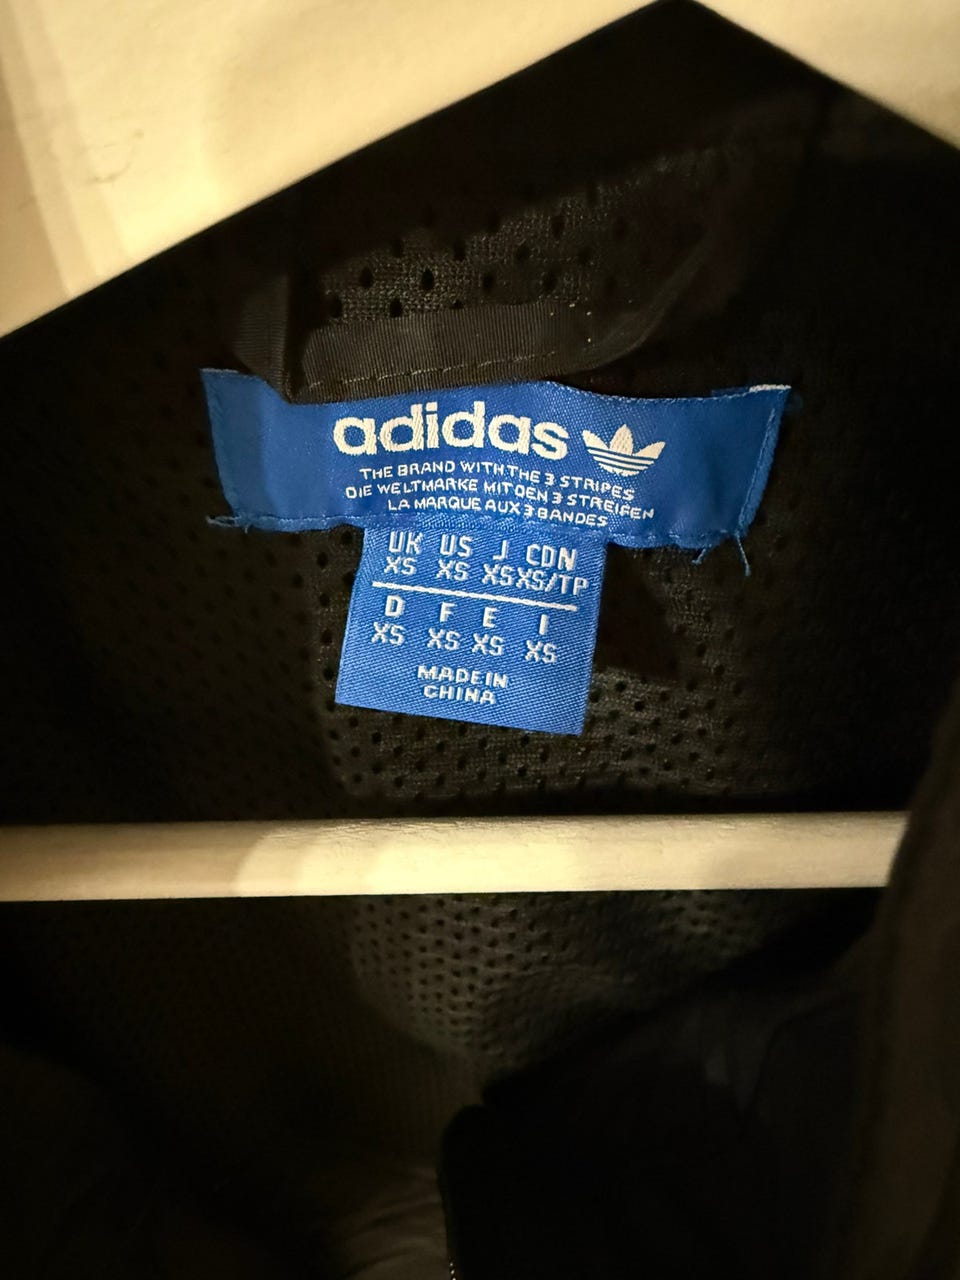 adidas
THE BRAND WITH THE 3 STRIPES
DIE WELTMARKE MIT DEN 3 STREIFEN
LA MARQUE AUX 3 BANDES
UK US J CDN
XS XS XS XS/TP
D F E I
XS XS XS XS
MADE IN
CHINA